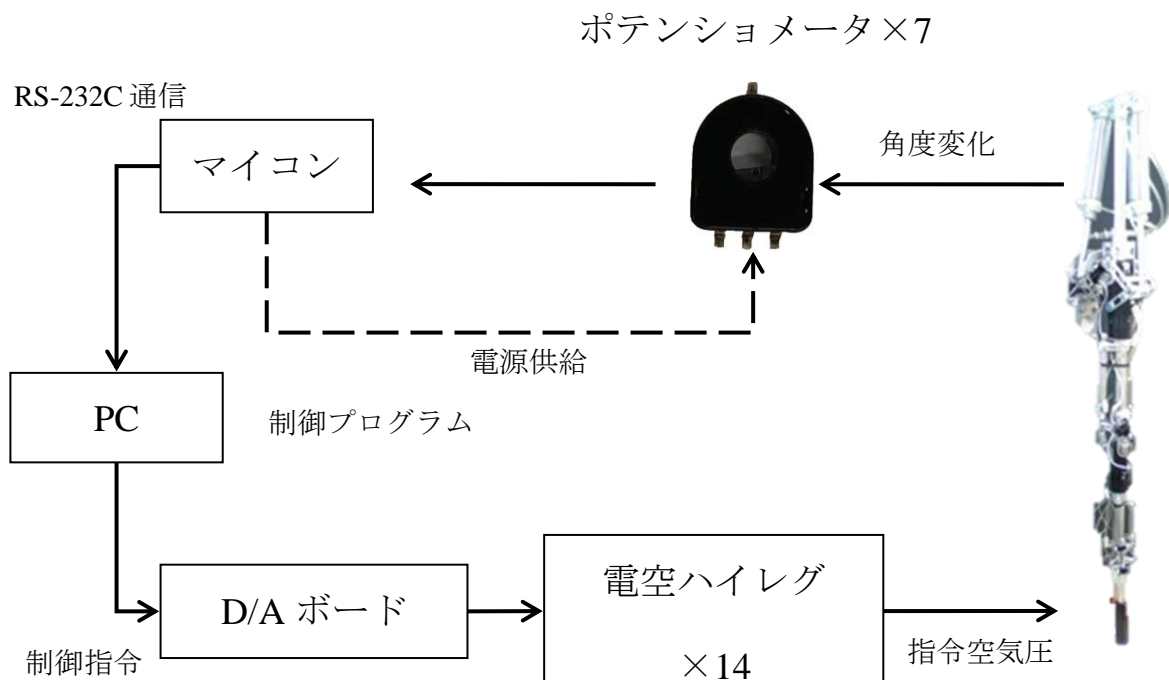 ポテンショメータ×7
RS-232C 通信
マイコン
角度変化
電源供給
PC
制御プログラム
電空ハイレグ
×14
D/A ボード
制御指令
指令空気圧